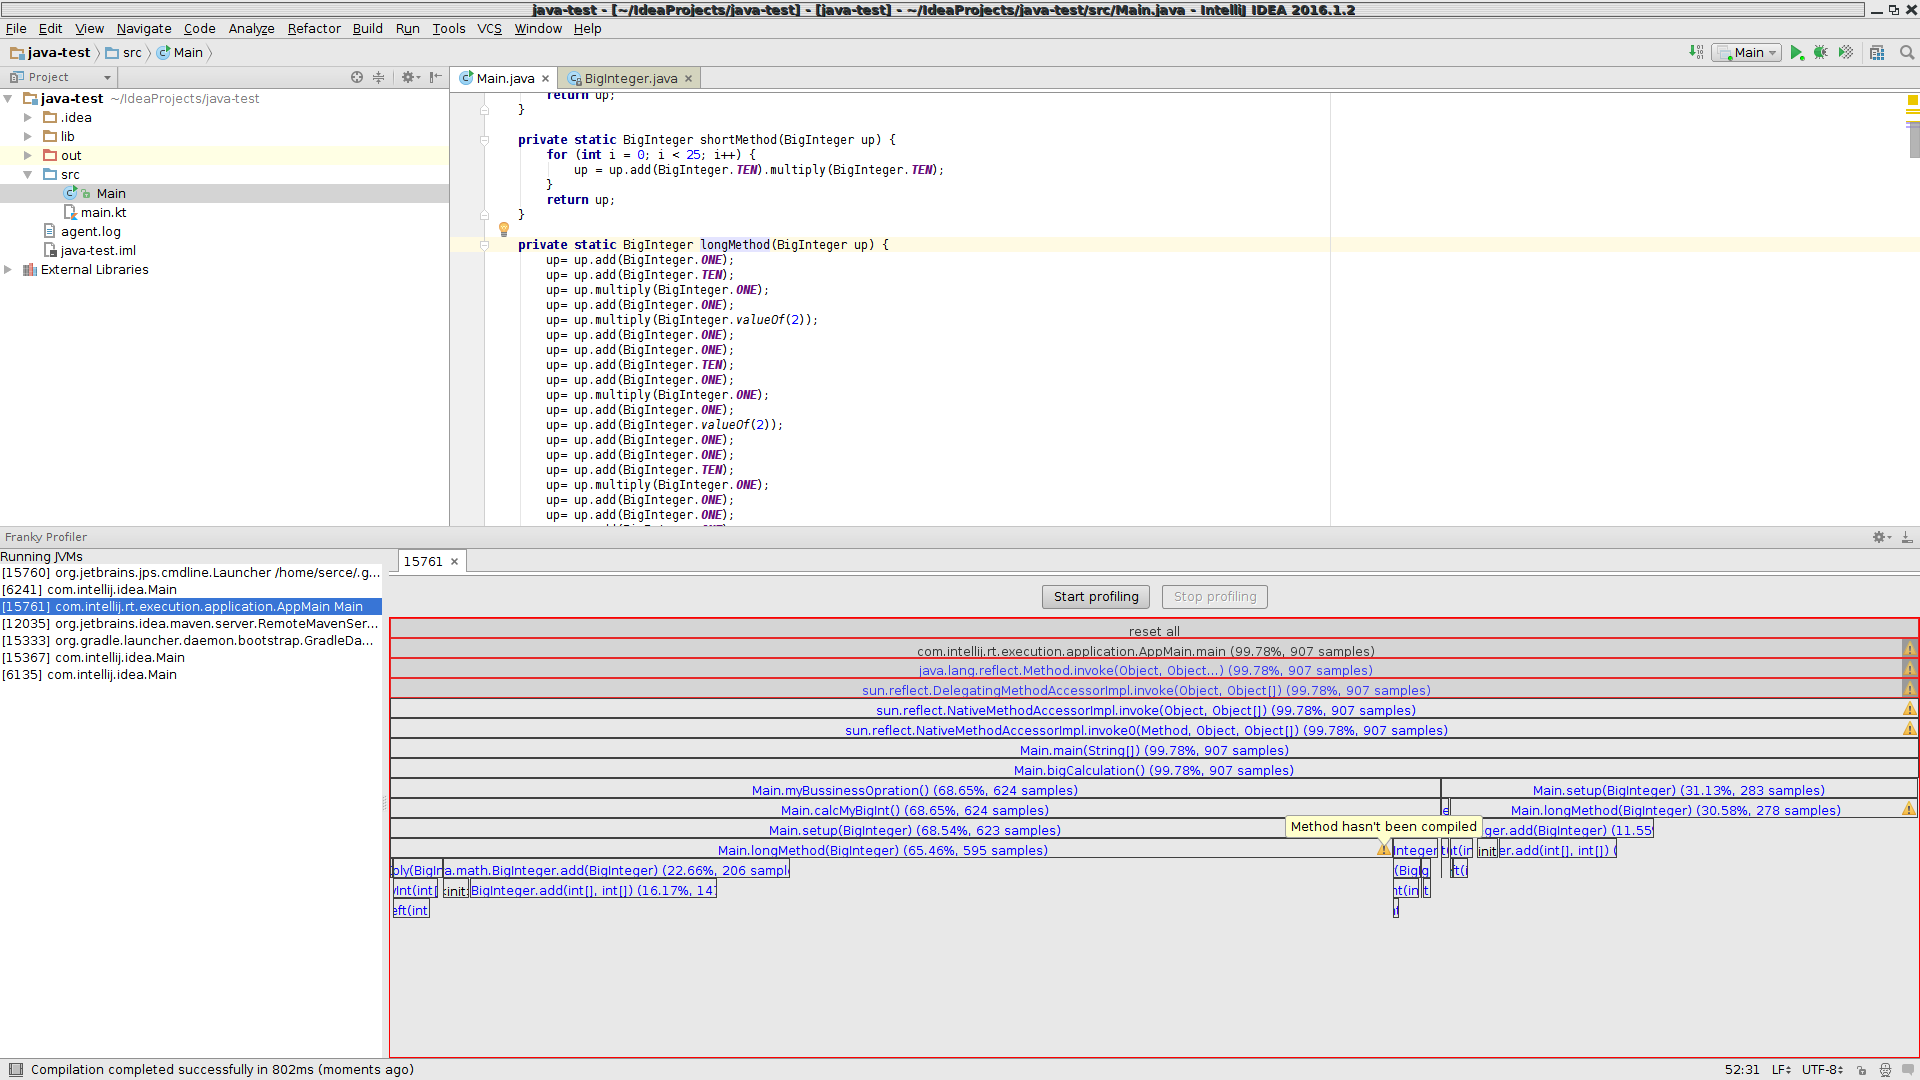 java-test - [~/IdeaProjects/java-test] - [java-test] - ~/IdeaProjects/java-test/src/Main.java - IntelliJ IDEA 2016.1.2
File Edit View Navigate Code Analyze Refactor Build Run Tools VCS Window Help
java-test src Main
Main
Project
Main.java BigInteger.java
java-test ~/IdeaProjects/java-test
.idea
lib
out
src
Main
main.kt
agent.log
java-test.iml
External Libraries
return up;
}
private static BigInteger shortMethod(BigInteger up) {
for (int i = 0; i < 25; i++) {
up = up.add(BigInteger.TEN).multiply(BigInteger.TEN);
}
return up;
}
private static BigInteger longMethod(BigInteger up) {
up= up.add(BigInteger.ONE);
up= up.add(BigInteger.TEN);
up= up.multiply(BigInteger.ONE);
up= up.add(BigInteger.ONE);
up= up.multiply(BigInteger.valueOf(2));
up= up.add(BigInteger.ONE);
up= up.add(BigInteger.ONE);
up= up.add(BigInteger.TEN);
up= up.add(BigInteger.ONE);
up= up.multiply(BigInteger.ONE);
up= up.add(BigInteger.ONE);
up= up.add(BigInteger.valueOf(2));
up= up.add(BigInteger.ONE);
up= up.add(BigInteger.ONE);
up= up.add(BigInteger.TEN);
up= up.multiply(BigInteger.ONE);
up= up.add(BigInteger.ONE);
up= up.add(BigInteger.ONE);
Franky Profiler
Running JVMs
[15760] org.jetbrains.jps.cmdline.Launcher /home/serce/.g...
[6241] com.intellij.idea.Main
[15761] com.intellij.rt.execution.application.AppMain Main
[12035] org.jetbrains.idea.maven.server.RemoteMavenSer...
[15333] org.gradle.launcher.daemon.bootstrap.GradleDa...
[15367] com.intellij.idea.Main
[6135] com.intellij.idea.Main
15761
Start profiling Stop profiling
reset all
com.intellij.rt.execution.application.AppMain.main (99.78%, 907 samples)
java.lang.reflect.Method.invoke(Object, Object...) (99.78%, 907 samples)
sun.reflect.DelegatingMethodAccessorImpl.invoke(Object, Object[]) (99.78%, 907 samples)
sun.reflect.NativeMethodAccessorImpl.invoke(Object, Object[]) (99.78%, 907 samples)
sun.reflect.NativeMethodAccessorImpl.invoke0(Method, Object, Object[]) (99.78%, 907 samples)
Main.main(String[]) (99.78%, 907 samples)
Main.bigCalculation() (99.78%, 907 samples)
Main.myBussinessOpration() (68.65%, 624 samples) Main.setup(BigInteger) (31.13%, 283 samples)
Main.calcMyBigInt() (68.65%, 624 samples) Main.longMethod(BigInteger) (30.58%, 278 samples)
Main.setup(BigInteger) (68.54%, 623 samples) Method hasn't been compiled ger.add(BigInteger) (11.55%
Main.longMethod(BigInteger) (65.46%, 595 samples) Integer t(in init er.add(int[], int[]) (
ply(BigIn a.math.BigInteger.add(BigInteger) (22.66%, 206 sampl (Big
Int(int[ init BigInteger.add(int[], int[]) (16.17%, 147 nt(in t
eft(int
Compilation completed successfully in 802ms (moments ago)
52:31 LF UTF-8